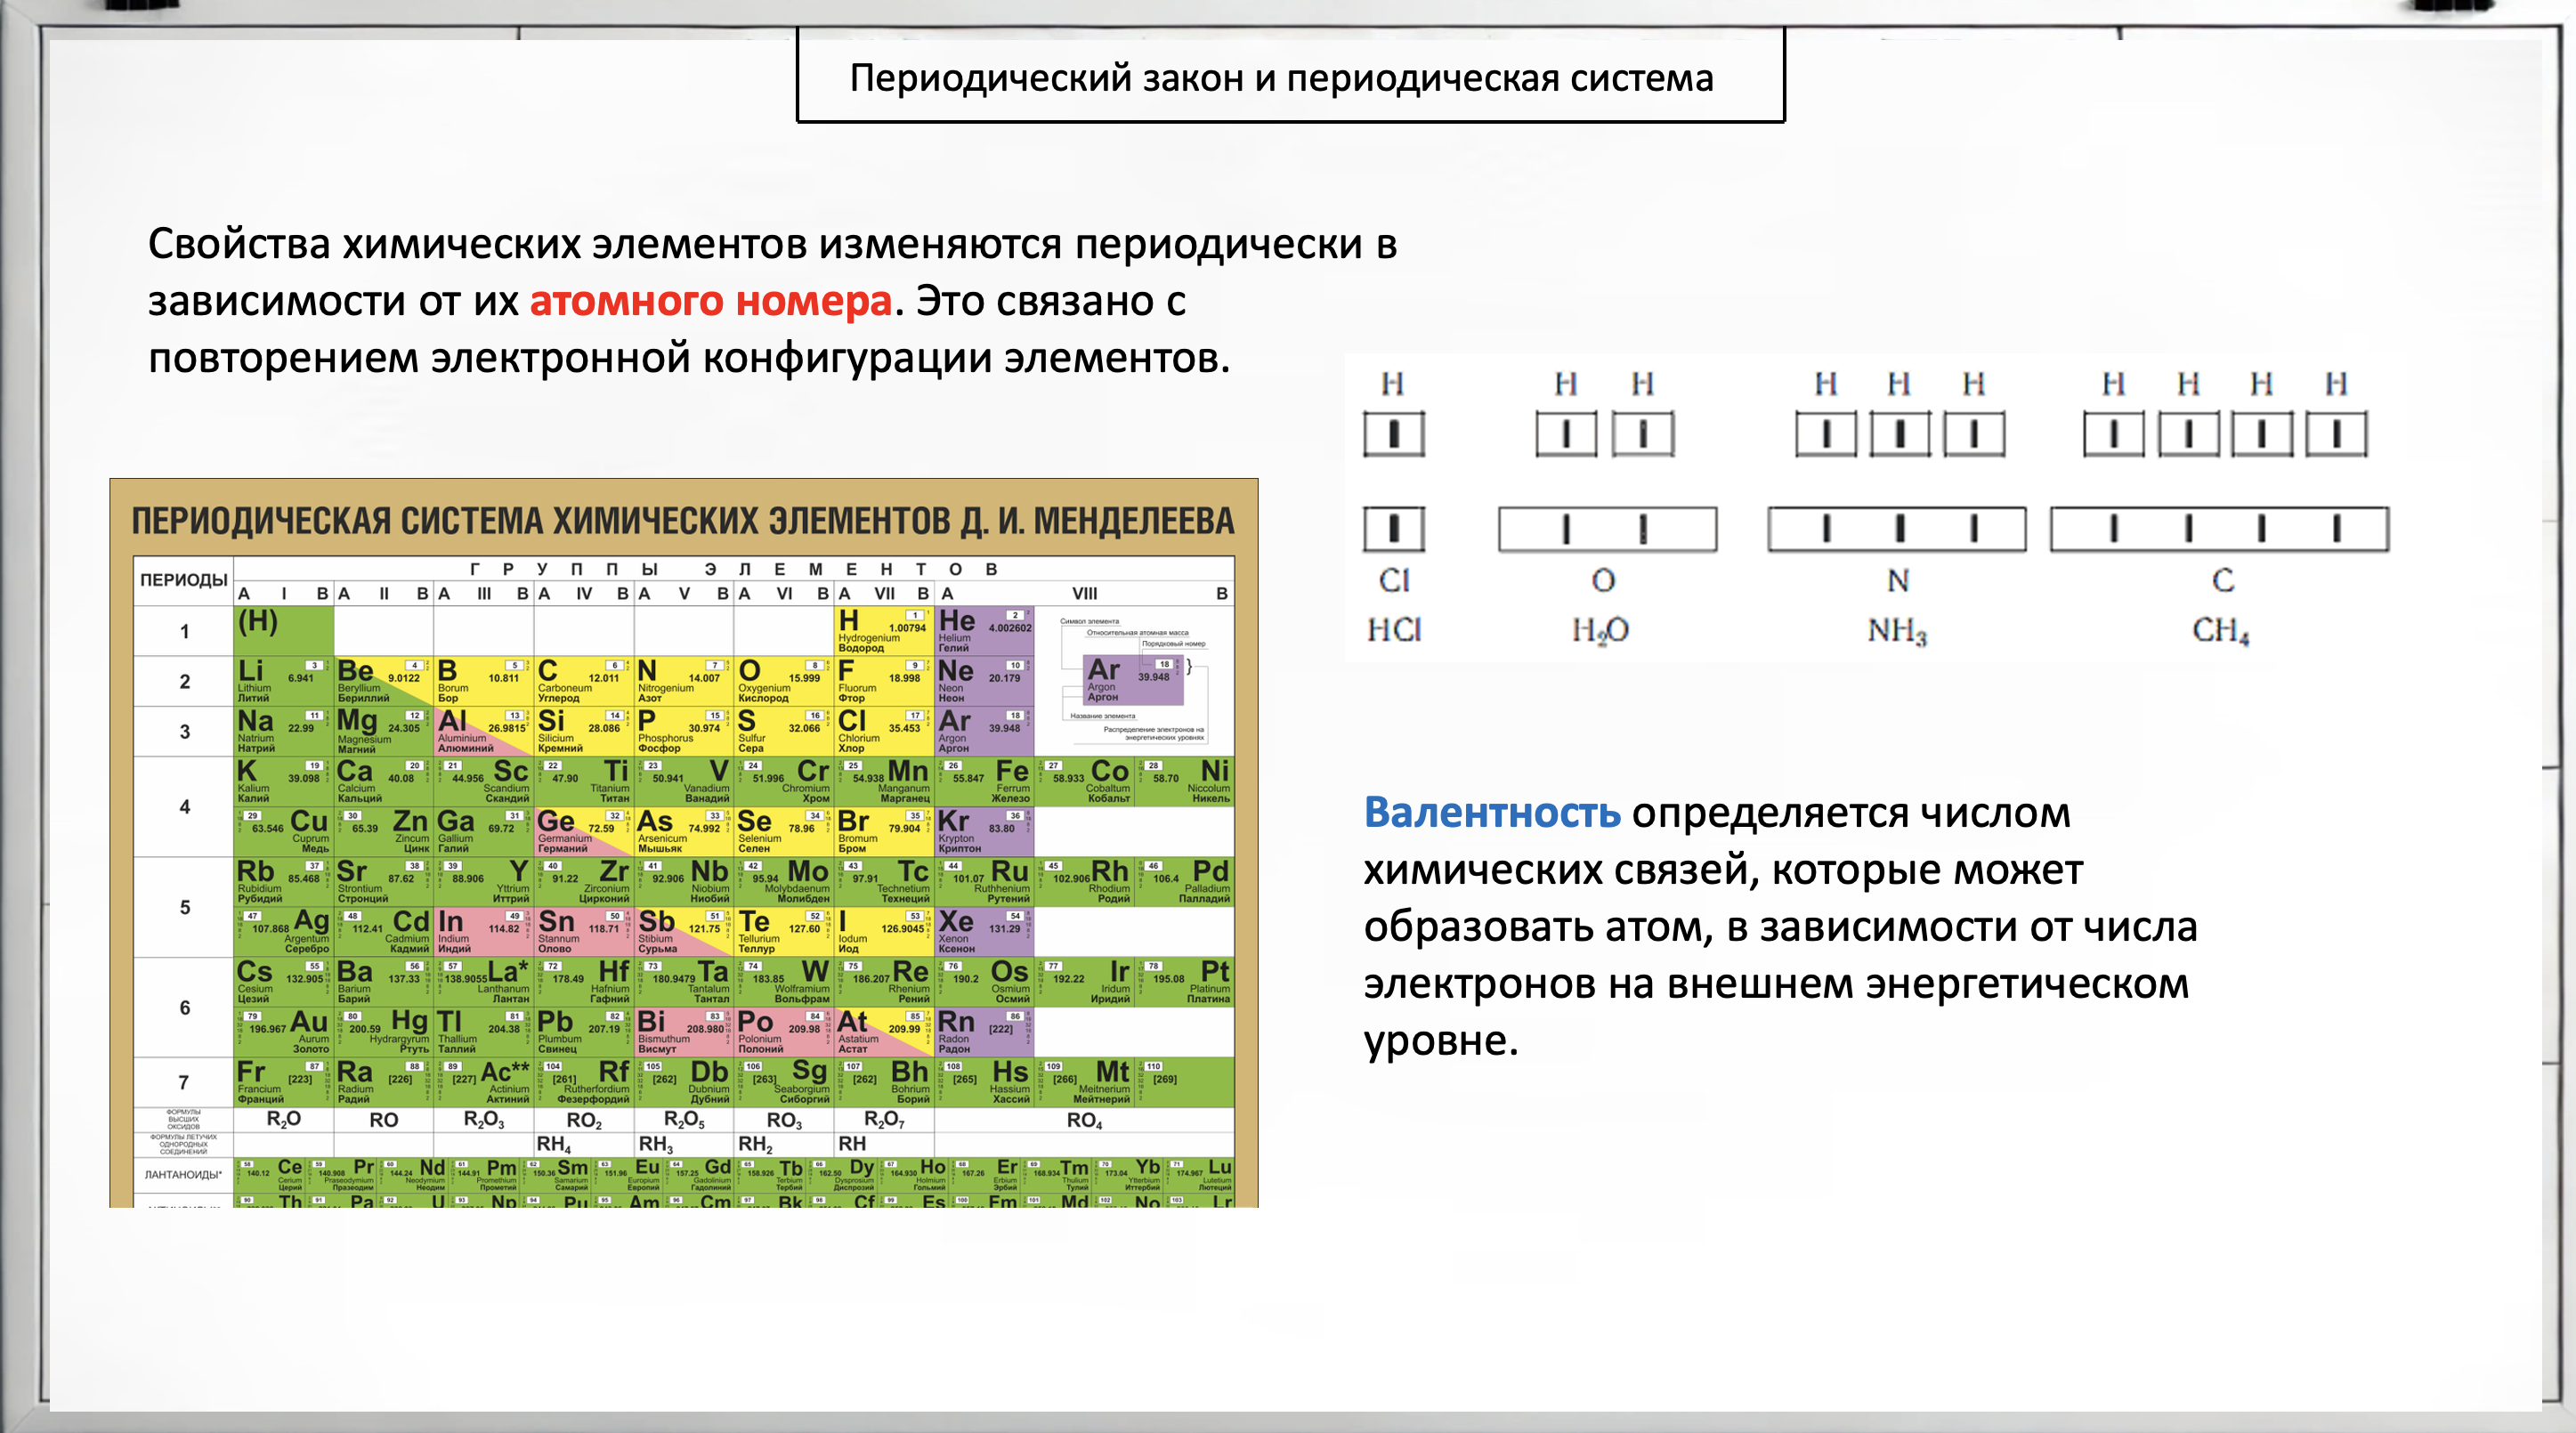 Периодический закон и периодическая система
Свойства химических элементов изменяются периодически в
зависимости от их атомного номера. Это связано с
повторением электронной конфигурации элементов.
H H H H H H H H H H
Cl O N C
HCl H₂O NH₃ CH₄
Валентность определяется числом
химических связей, которые может
образовать атом, в зависимости от числа
электронов на внешнем энергетическом
уровне.
ПЕРИОДИЧЕСКАЯ СИСТЕМА ХИМИЧЕСКИХ ЭЛЕМЕНТОВ Д. И. МЕНДЕЛЕЕВА
ПЕРИОДЫ
ГРУППЫ ЭЛЕМЕНТОВ
A I B A II B A III B A IV B A V B A VI B A VII B A VIII B
1
(H)
H 1 1.00794 Hydrogenium Водород
He 2 4.002602 Helium Гелий
Символ элемента
Относительная атомная масса
Порядковый номер
Ar 18 39.948 Argon Аргон
Название элемента
Распределение электронов на
энергетических уровнях
2
Li 3 6.941 Lithium Литий
Be 4 9.0122 Beryllium Бериллий
B 5 10.811 Borum Бор
C 6 12.011 Carboneum Углерод
N 7 14.007 Nitrogenium Азот
O 8 15.999 Oxygenium Кислород
F 9 18.998 Fluorum Фтор
Ne 10 20.179 Neon Неон
3
Na 11 22.99 Natrium Натрий
Mg 12 24.305 Magnesium Магний
Al 13 26.9815 Aluminium Алюминий
Si 14 28.086 Silicium Кремний
P 15 30.974 Phosphorus Фосфор
S 16 32.066 Sulfur Сера
Cl 17 35.453 Chlorium Хлор
Ar 18 39.948 Argon Аргон
4
K 19 39.098 Kalium Калий
Ca 20 40.08 Calcium Кальций
21 44.956 Sc Scandium Скандий
22 47.90 Ti Titanium Титан
23 50.941 V Vanadium Ванадий
24 51.996 Cr Chromium Хром
25 54.938 Mn Manganum Марганец
26 55.847 Fe Ferrum Железо
27 58.933 Co Cobaltum Кобальт
28 58.70 Ni Niccolum Никель
29 63.546 Cu Cuprum Медь
30 65.39 Zn Zincum Цинк
Ga 31 69.72 Gallium Галий
Ge 32 72.59 Germanium Германий
As 33 74.992 Arsenicum Мышьяк
Se 34 78.96 Selenium Селен
Br 35 79.904 Bromum Бром
Kr 36 83.80 Krypton Криптон
5
Rb 37 85.468 Rubidium Рубидий
Sr 38 87.62 Strontium Стронций
39 88.906 Y Yttrium Иттрий
40 91.22 Zr Zirconium Цирконий
41 92.906 Nb Niobium Ниобий
42 95.94 Mo Molybdaenum Молибден
43 97.91 Tc Technetium Технеций
44 101.07 Ru Ruthhenium Рутений
45 102.906 Rh Rhodium Родий
46 106.4 Pd Palladium Палладий
47 107.868 Ag Argentum Серебро
48 112.41 Cd Cadmium Кадмий
In 49 114.82 Indium Индий
Sn 50 118.71 Stannum Олово
Sb 51 121.75 Stibium Сурьма
Te 52 127.60 Tellurium Теллур
I 53 126.9045 Iodum Иод
Xe 54 131.29 Xenon Ксенон
6
Cs 55 132.905 Cesium Цезий
Ba 56 137.33 Barium Барий
57 138.9055 La* Lanthanum Лантан
72 178.49 Hf Hafnium Гафний
73 180.9479 Ta Tantalum Тантал
74 183.85 W Wolframium Вольфрам
75 186.207 Re Rhenium Рений
76 190.2 Os Osmium Осмий
77 192.22 Ir Iridium Иридий
78 195.08 Pt Platinum Платина
79 196.967 Au Aurum Золото
80 200.59 Hg Hydrargyrum Ртуть
Tl 81 204.38 Thallium Таллий
Pb 82 207.19 Plumbum Свинец
Bi 83 208.980 Bismuthum Висмут
Po 84 209.98 Polonium Полоний
At 85 209.99 Astatium Астат
Rn 86 [222] Radon Радон
7
Fr 87 [223] Francium Франций
Ra 88 [226] Radium Радий
89 [227] Ac** Actinium Актиний
104 [261] Rf Rutherfordium Фезерфордий
105 [262] Db Dubnium Дубний
106 [263] Sg Seaborgium Сиборгий
107 [262] Bh Bohrium Борий
108 [265] Hs Hassium Хассий
109 [266] Mt Meitnerium Мейтнерий
110 [269]
ФОРМУЛЫ ВЫСШИХ ОКСИДОВ
R₂O RO R₂O₃ RO₂ R₂O₅ RO₃ R₂O₇ RO₄
ФОРМУЛЫ ЛЕТУЧИХ ОДНОРОДНЫХ СОЕДИНЕНИЙ
RH₄ RH₃ RH₂ RH
ЛАНТАНОИДЫ*
Ce Pr Nd Pm Sm Eu Gd Tb Dy Ho Er Tm Yb Lu
Th Pa U Np Pu Am Cm Bk Cf Es Fm Md No Lr